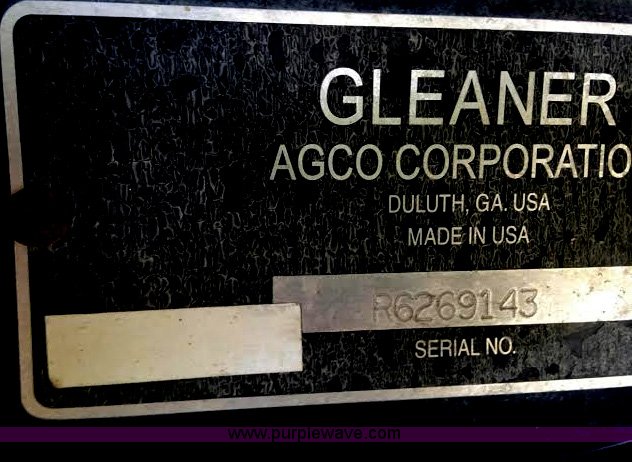 GLEANER
AGCO CORPORATIO
DULUTH, GA. USA
MADE IN USA
R6269143
SERIAL NO.
www.purplewave.com